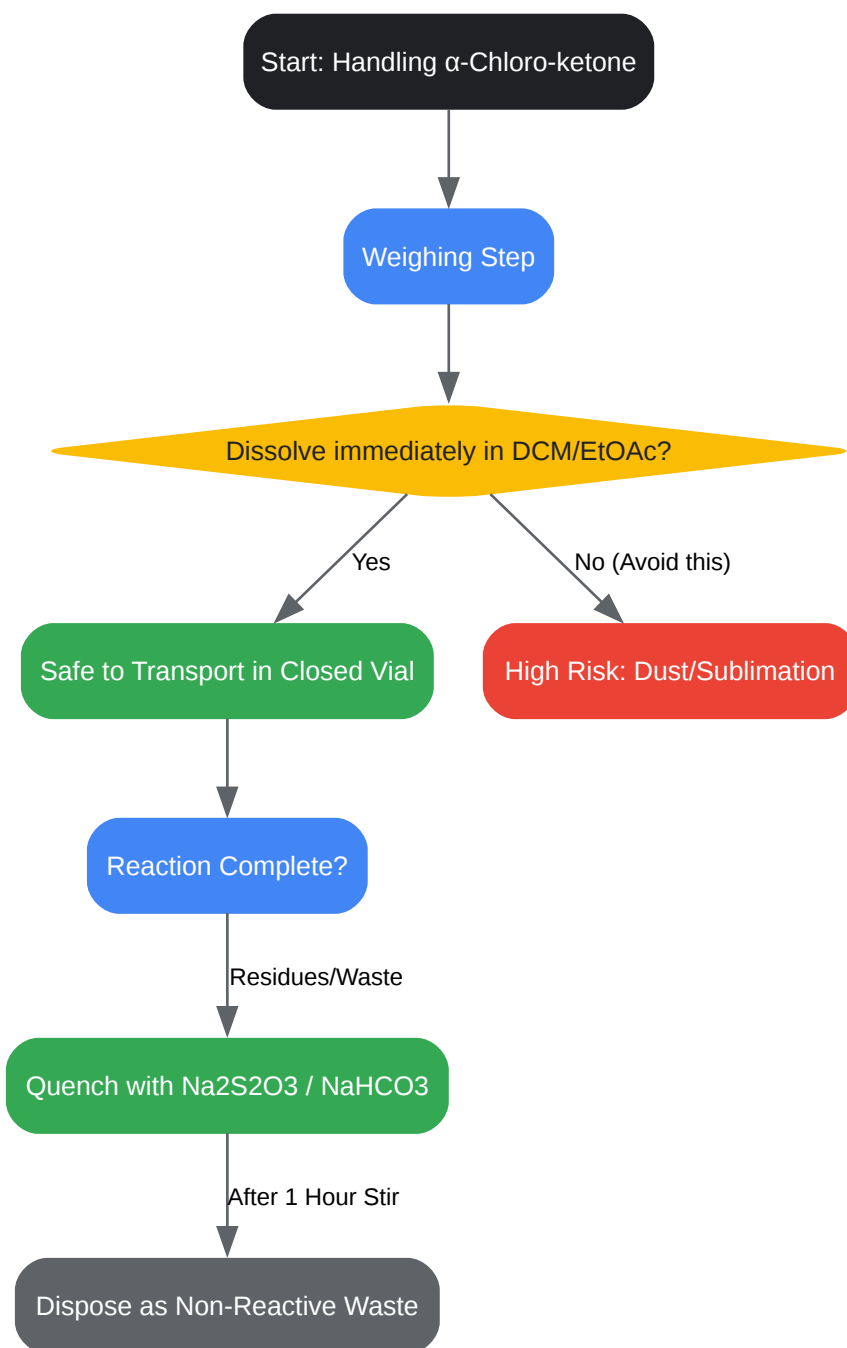 Start: Handling α-Chloro-ketone
Weighing Step
Dissolve immediately in DCM/EtOAc?
Yes
No (Avoid this)
Safe to Transport in Closed Vial
High Risk: Dust/Sublimation
Reaction Complete?
Residues/Waste
Quench with Na2S2O3 / NaHCO3
After 1 Hour Stir
Dispose as Non-Reactive Waste